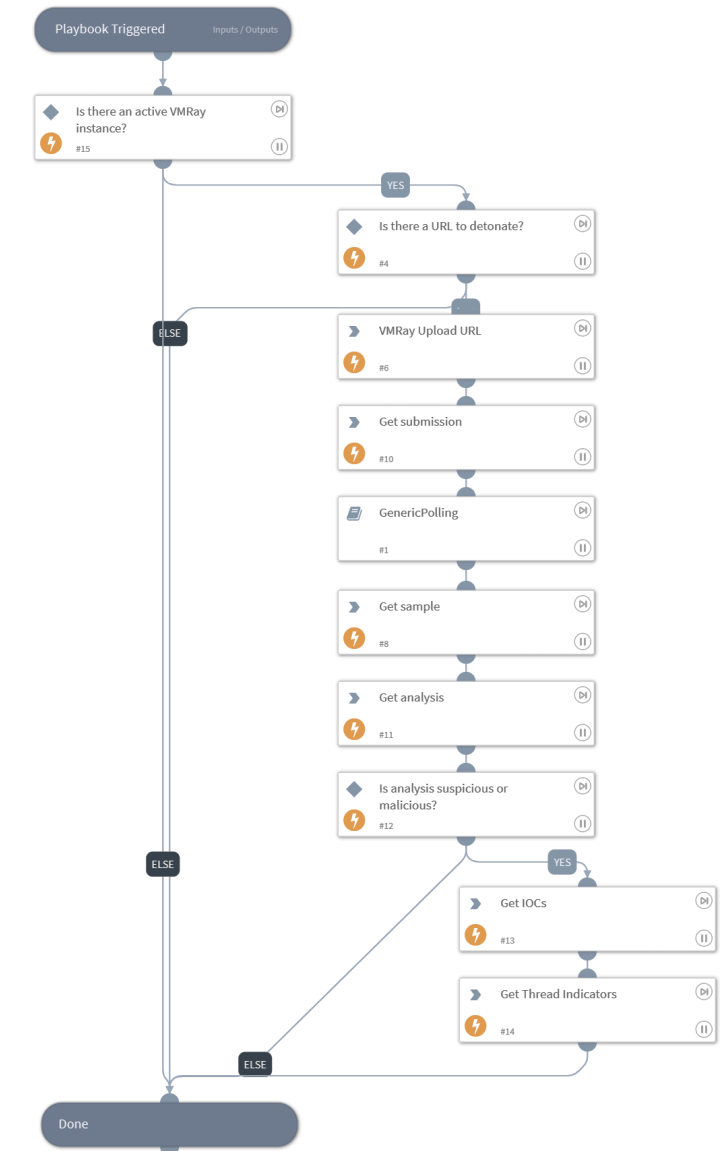 Playbook Triggered
Inputs / Outputs
Is there an active VMRay
instance?
#15
YES
Is there a URL to detonate?
#4
ELSE
VMRay Upload URL
#6
Get submission
#10
GenericPolling
#1
Get sample
#8
Get analysis
#11
Is analysis suspicious or
malicious?
#12
ELSE
YES
Get IOCs
#13
Get Thread Indicators
#14
ELSE
Done